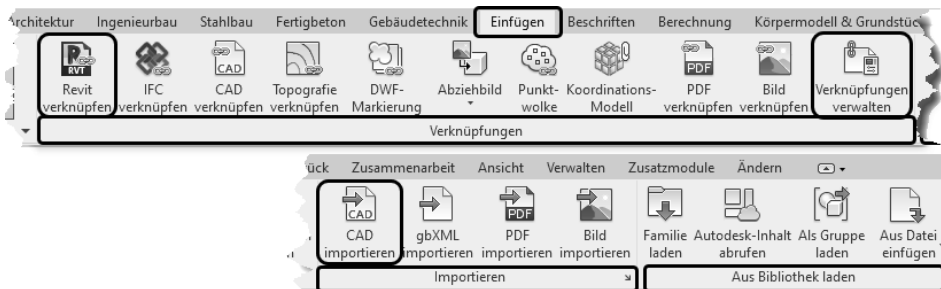 Architektur Ingenieurbau Stahlbau Fertigbeton Gebäudetechnik Einfügen Beschriften Berechnung Körpermodell & Grundstüc
R RVT CAD PDF
Revit IFC CAD Topografie DWF- Abziehbild Punkt- Koordinations- PDF Bild Verknüpfungen
verknüpfen verknüpfen verknüpfen verknüpfen Markierung wolke Modell verknüpfen verknüpfen verwalten
Verknüpfungen
ück Zusammenarbeit Ansicht Verwalten Zusatzmodule Ändern
CAD PDF
CAD gbXML PDF Bild Familie Autodesk-Inhalt Als Gruppe Aus Datei
importieren importieren importieren importieren laden abrufen laden einfügen
Importieren Aus Bibliothek laden